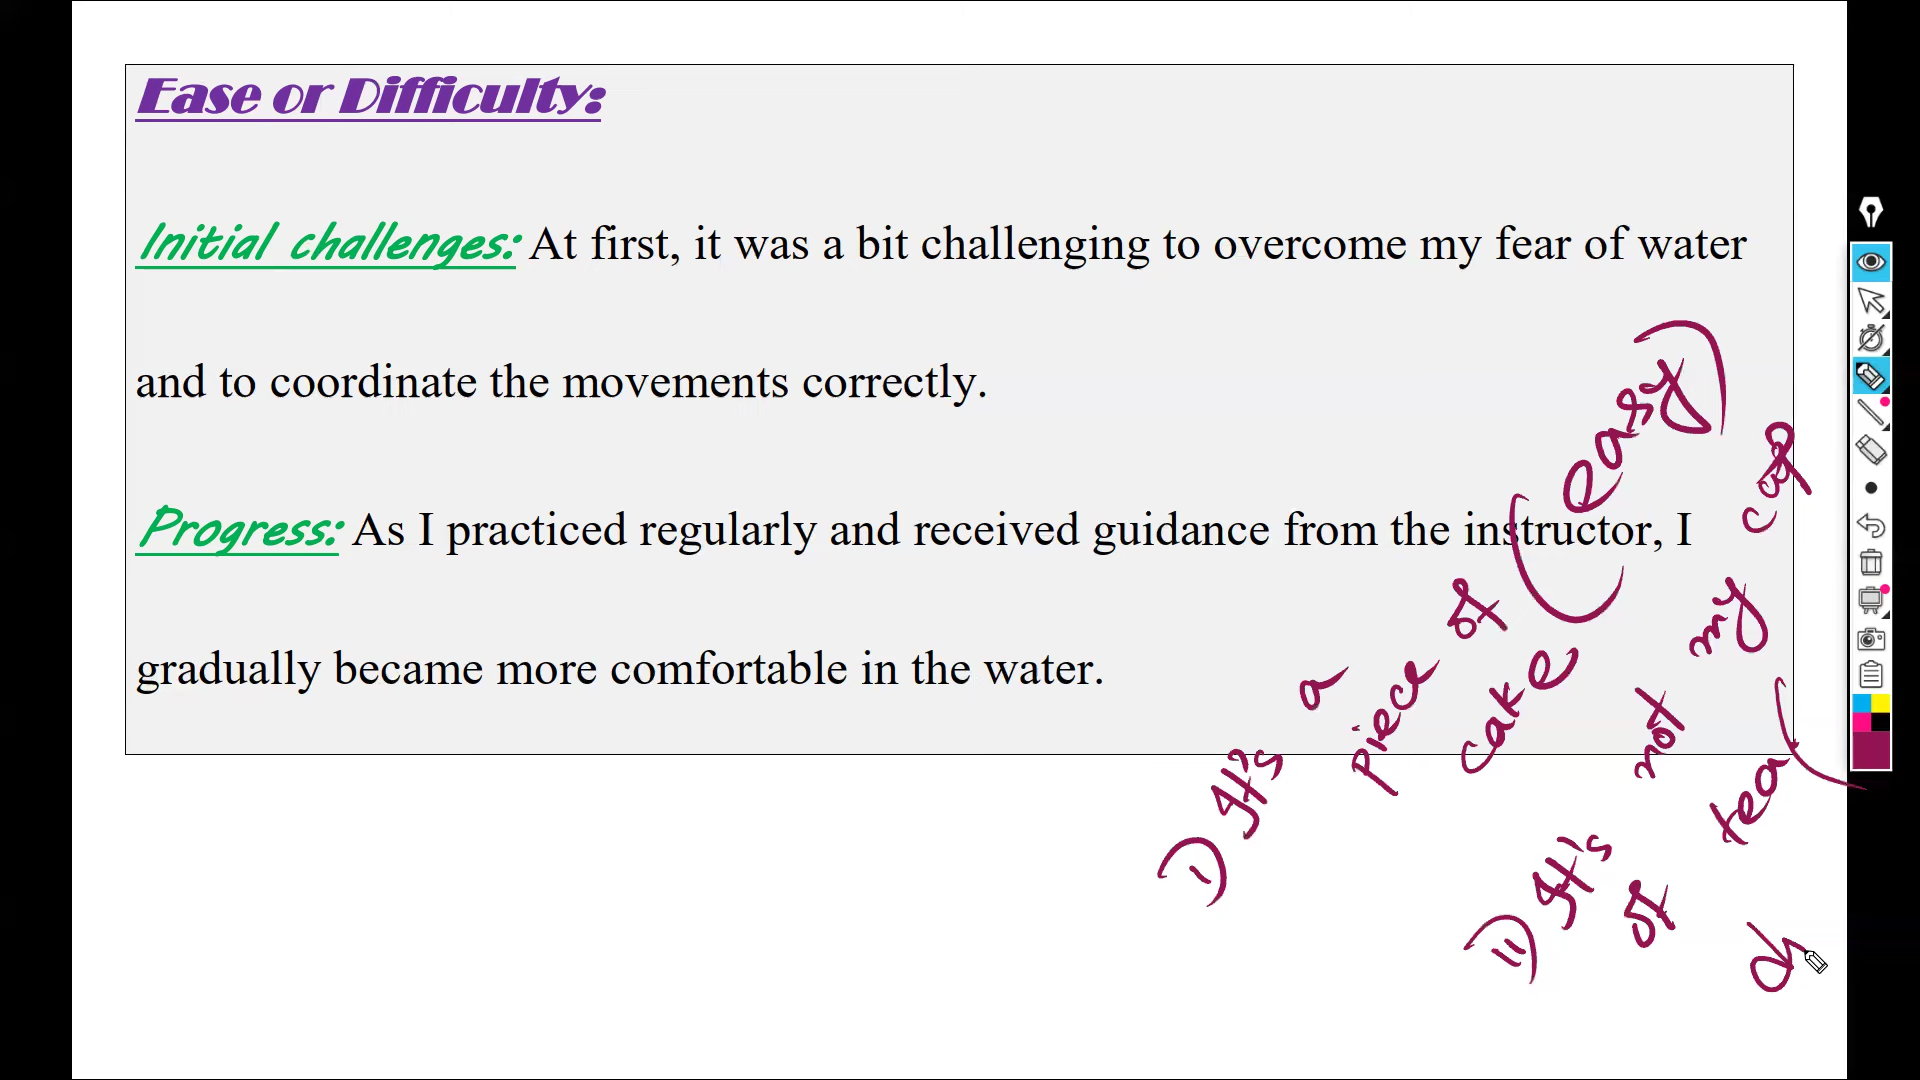 Ease or Difficulty:
Initial challenges: At first, it was a bit challenging to overcome my fear of water
and to coordinate the movements correctly.
Progress: As I practiced regularly and received guidance from the instructor, I
gradually became more comfortable in the water.
i) It's a piece of cake (easy)
ii) It's not my cup of tea (